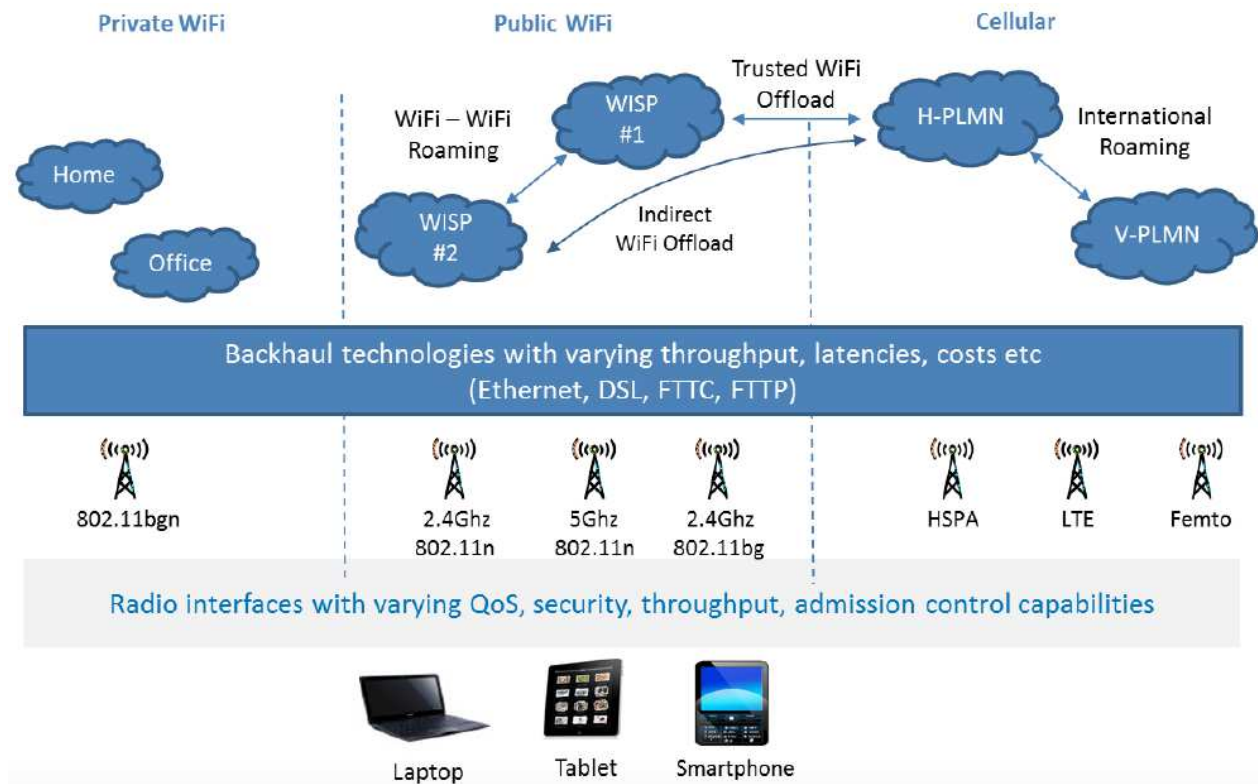 Private WiFi
Public WiFi
Cellular
Trusted WiFi
Offload
WISP
#1
H-PLMN
WiFi – WiFi
Roaming
International
Roaming
Home
WISP
#2
Indirect
WiFi Offload
V-PLMN
Office
Backhaul technologies with varying throughput, latencies, costs etc
(Ethernet, DSL, FTTC, FTTP)
802.11bgn
2.4Ghz
802.11n
5Ghz
802.11n
2.4Ghz
802.11bg
HSPA
LTE
Femto
Radio interfaces with varying QoS, security, throughput, admission control capabilities
Laptop
Tablet
Smartphone